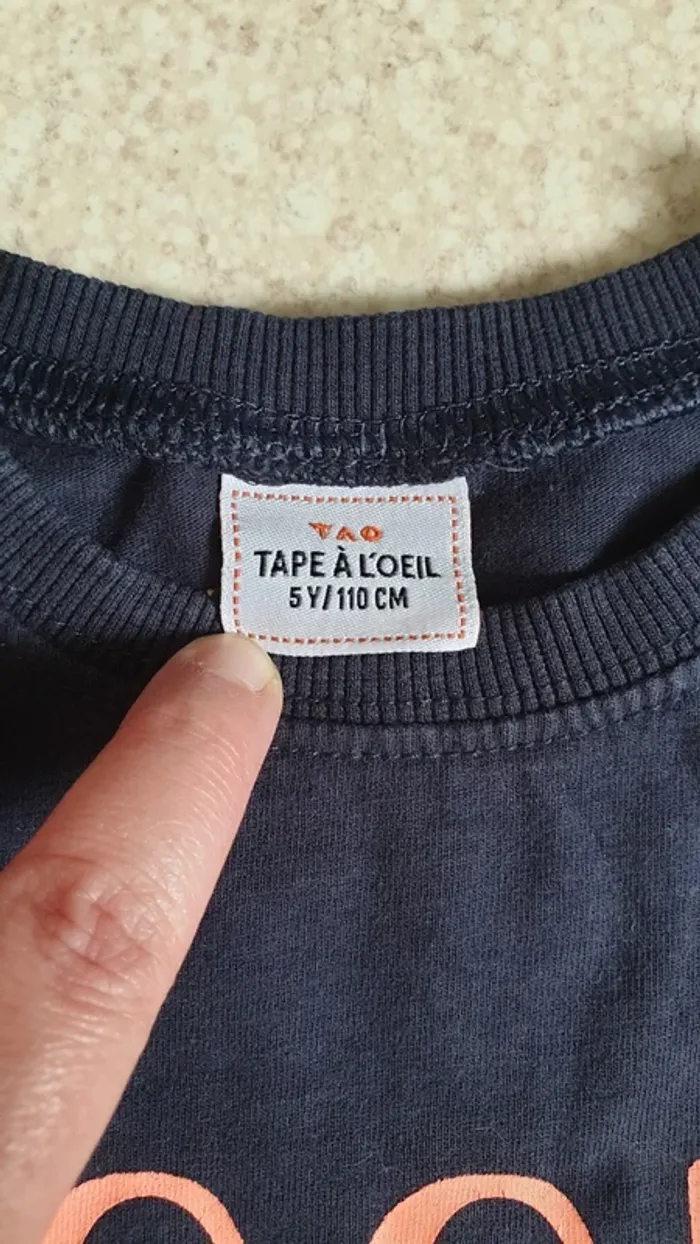 TAO
TAPE À L'OEIL
5 Y/110 CM